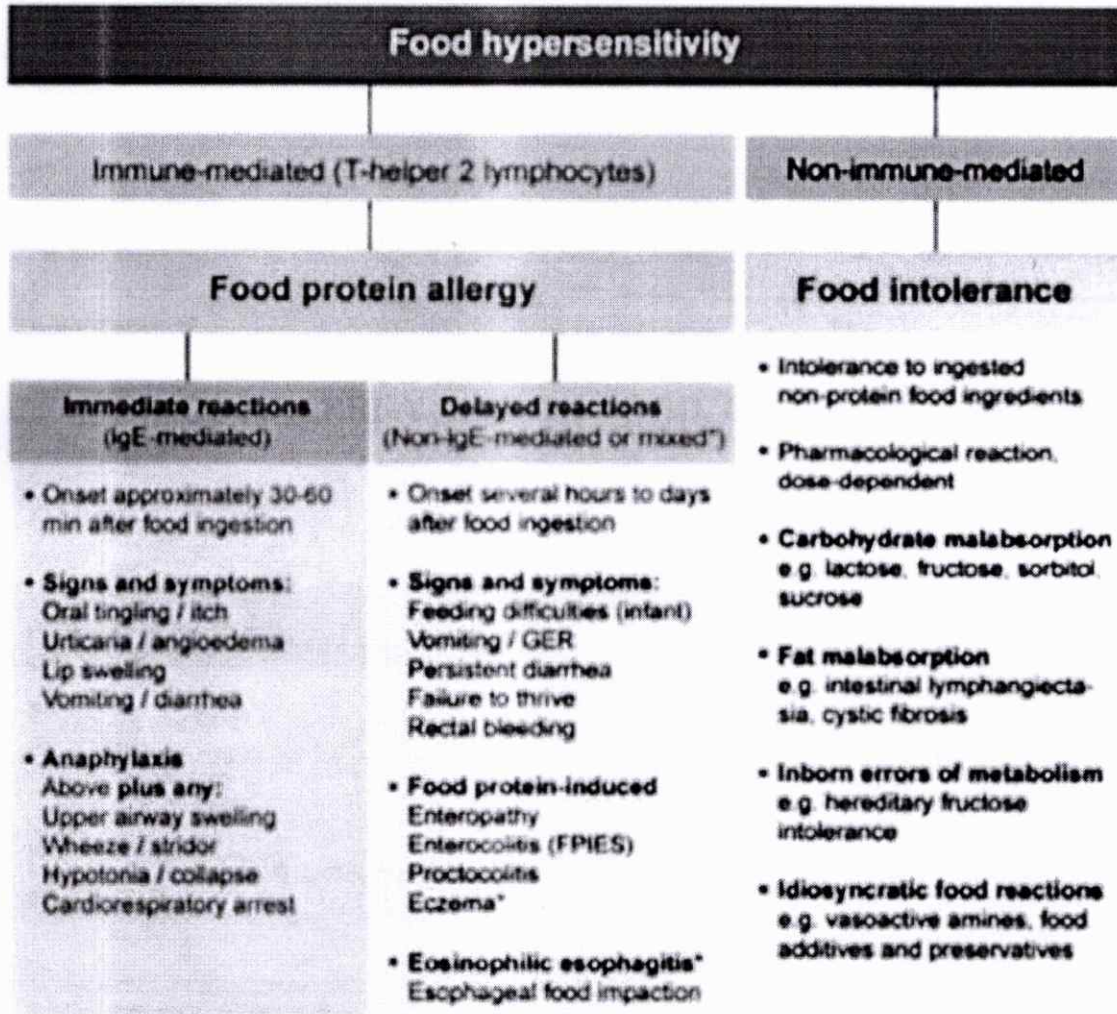 Food hypersensitivity
Immune-mediated (T-helper 2 lymphocytes)
Non-immune-mediated
Food protein allergy
Food intolerance
Immediate reactions
(IgE-mediated)
• Onset approximately 30-60
min after food ingestion
• Signs and symptoms:
Oral tingling / itch
Urticaria / angioedema
Lip swelling
Vomiting / diarrhea
• Anaphylaxis
Above plus any:
Upper airway swelling
Wheeze / stridor
Hypotonia / collapse
Cardiorespiratory arrest
Delayed reactions
(Non-IgE-mediated or mixed*)
• Onset several hours to days
after food ingestion
• Signs and symptoms:
Feeding difficulties (infant)
Vomiting / GER
Persistent diarrhea
Failure to thrive
Rectal bleeding
• Food protein-induced
Enteropathy
Enterocolitis (FPIES)
Proctocolitis
Eczema*
• Eosinophilic esophagitis*
Esophageal food impaction
• Intolerance to ingested
non-protein food ingredients
• Pharmacological reaction,
dose-dependent
• Carbohydrate malabsorption
e.g. lactose, fructose, sorbitol,
sucrose
• Fat malabsorption
e.g. intestinal lymphangiecta-
sia, cystic fibrosis
• Inborn errors of metabolism
e.g. hereditary fructose
intolerance
• Idiosyncratic food reactions
e.g. vasoactive amines, food
additives and preservatives